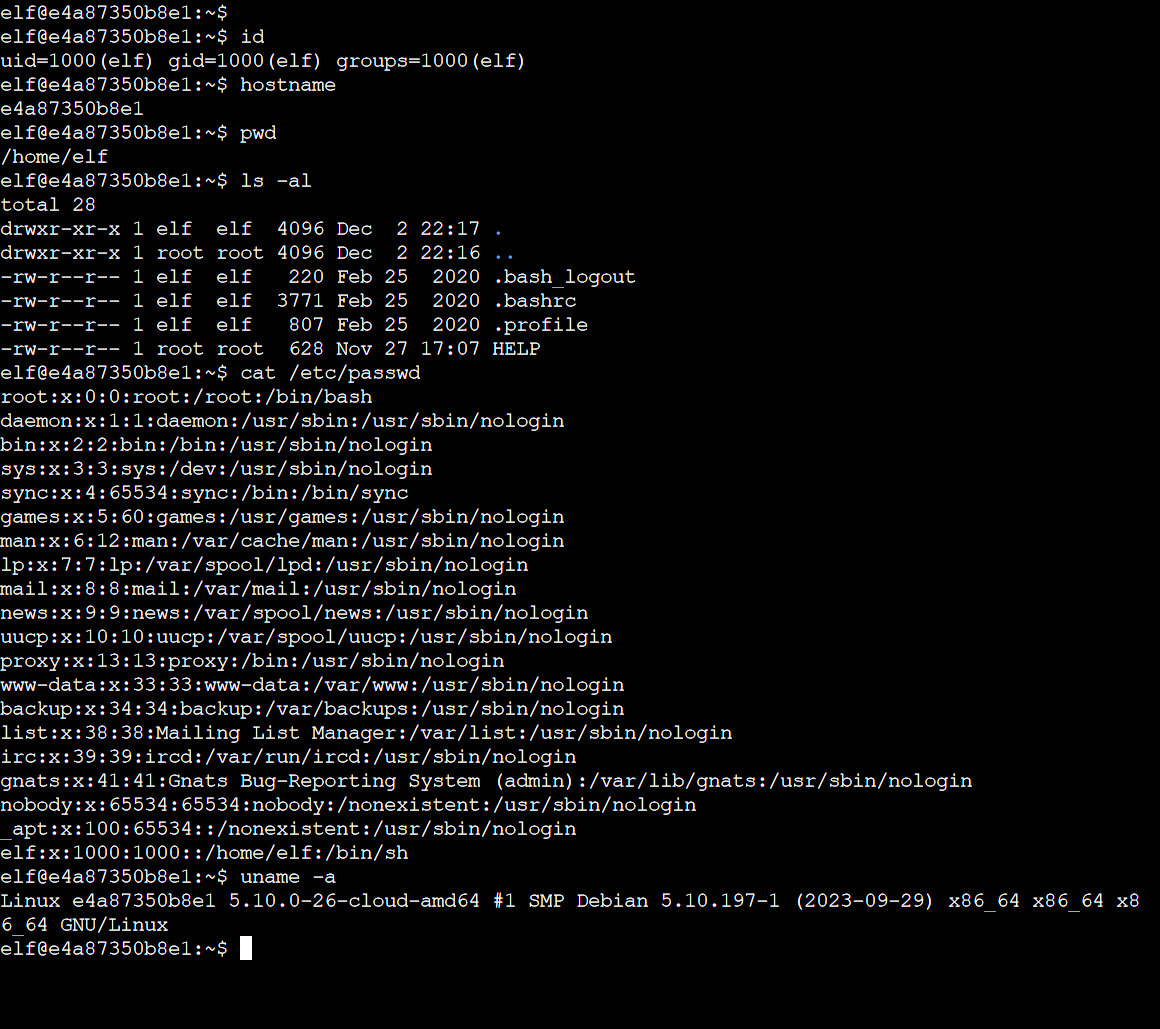 elf@e4a87350b8e1:~$
elf@e4a87350b8e1:~$ id
uid=1000(elf) gid=1000(elf) groups=1000(elf)
elf@e4a87350b8e1:~$ hostname
e4a87350b8e1
elf@e4a87350b8e1:~$ pwd
/home/elf
elf@e4a87350b8e1:~$ ls -al
total 28
drwxr-xr-x 1 elf  elf  4096 Dec  2 22:17 .
drwxr-xr-x 1 root root 4096 Dec  2 22:16 ..
-rw-r--r-- 1 elf  elf   220 Feb 25  2020 .bash_logout
-rw-r--r-- 1 elf  elf  3771 Feb 25  2020 .bashrc
-rw-r--r-- 1 elf  elf   807 Feb 25  2020 .profile
-rw-r--r-- 1 root root  628 Nov 27 17:07 HELP
elf@e4a87350b8e1:~$ cat /etc/passwd
root:x:0:0:root:/root:/bin/bash
daemon:x:1:1:daemon:/usr/sbin:/usr/sbin/nologin
bin:x:2:2:bin:/bin:/usr/sbin/nologin
sys:x:3:3:sys:/dev:/usr/sbin/nologin
sync:x:4:65534:sync:/bin:/bin/sync
games:x:5:60:games:/usr/games:/usr/sbin/nologin
man:x:6:12:man:/var/cache/man:/usr/sbin/nologin
lp:x:7:7:lp:/var/spool/lpd:/usr/sbin/nologin
mail:x:8:8:mail:/var/mail:/usr/sbin/nologin
news:x:9:9:news:/var/spool/news:/usr/sbin/nologin
uucp:x:10:10:uucp:/var/spool/uucp:/usr/sbin/nologin
proxy:x:13:13:proxy:/bin:/usr/sbin/nologin
www-data:x:33:33:www-data:/var/www:/usr/sbin/nologin
backup:x:34:34:backup:/var/backups:/usr/sbin/nologin
list:x:38:38:Mailing List Manager:/var/list:/usr/sbin/nologin
irc:x:39:39:ircd:/var/run/ircd:/usr/sbin/nologin
gnats:x:41:41:Gnats Bug-Reporting System (admin):/var/lib/gnats:/usr/sbin/nologin
nobody:x:65534:65534:nobody:/nonexistent:/usr/sbin/nologin
_apt:x:100:65534::/nonexistent:/usr/sbin/nologin
elf:x:1000:1000::/home/elf:/bin/sh
elf@e4a87350b8e1:~$ uname -a
Linux e4a87350b8e1 5.10.0-26-cloud-amd64 #1 SMP Debian 5.10.197-1 (2023-09-29) x86_64 x86_64 x8
6_64 GNU/Linux
elf@e4a87350b8e1:~$